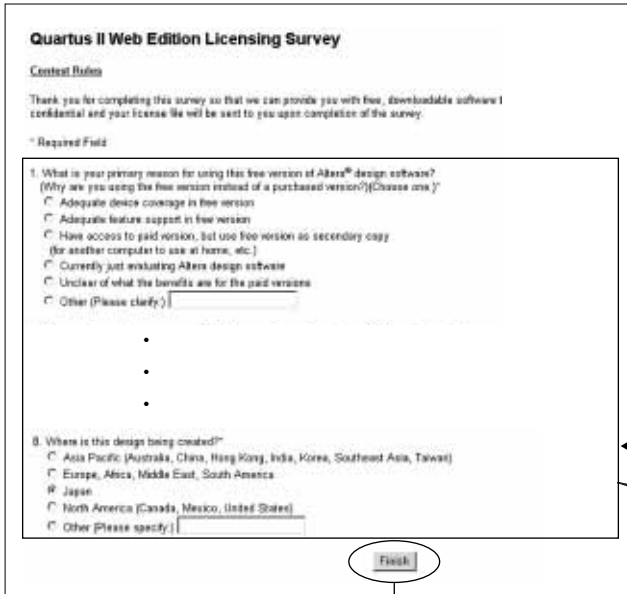 Quartus II Web Edition Licensing Survey
Contest Rules
Thank you for completing this survey so that we can provide you with free, downloadable software t
confidential and your license file will be sent to you upon completion of the survey.
* Required Field
1. What is your primary reason for using this free version of Altera® design software?
(Why are you using the free version instead of a purchased version?)(Choose one.)*
Adequate device coverage in free version
Adequate feature support in free version
Have access to paid version, but use free version as secondary copy
(for another computer to use at home, etc.)
Currently just evaluating Altera design software
Unclear of what the benefits are for the paid versions
Other (Please clarify:)
8. Where is this design being created?*
Asia Pacific (Australia, China, Hong Kong, India, Korea, Southeast Asia, Taiwan)
Europe, Africa, Middle East, South America
Japan
North America (Canada, Mexico, United States)
Other (Please specify:)
Finish